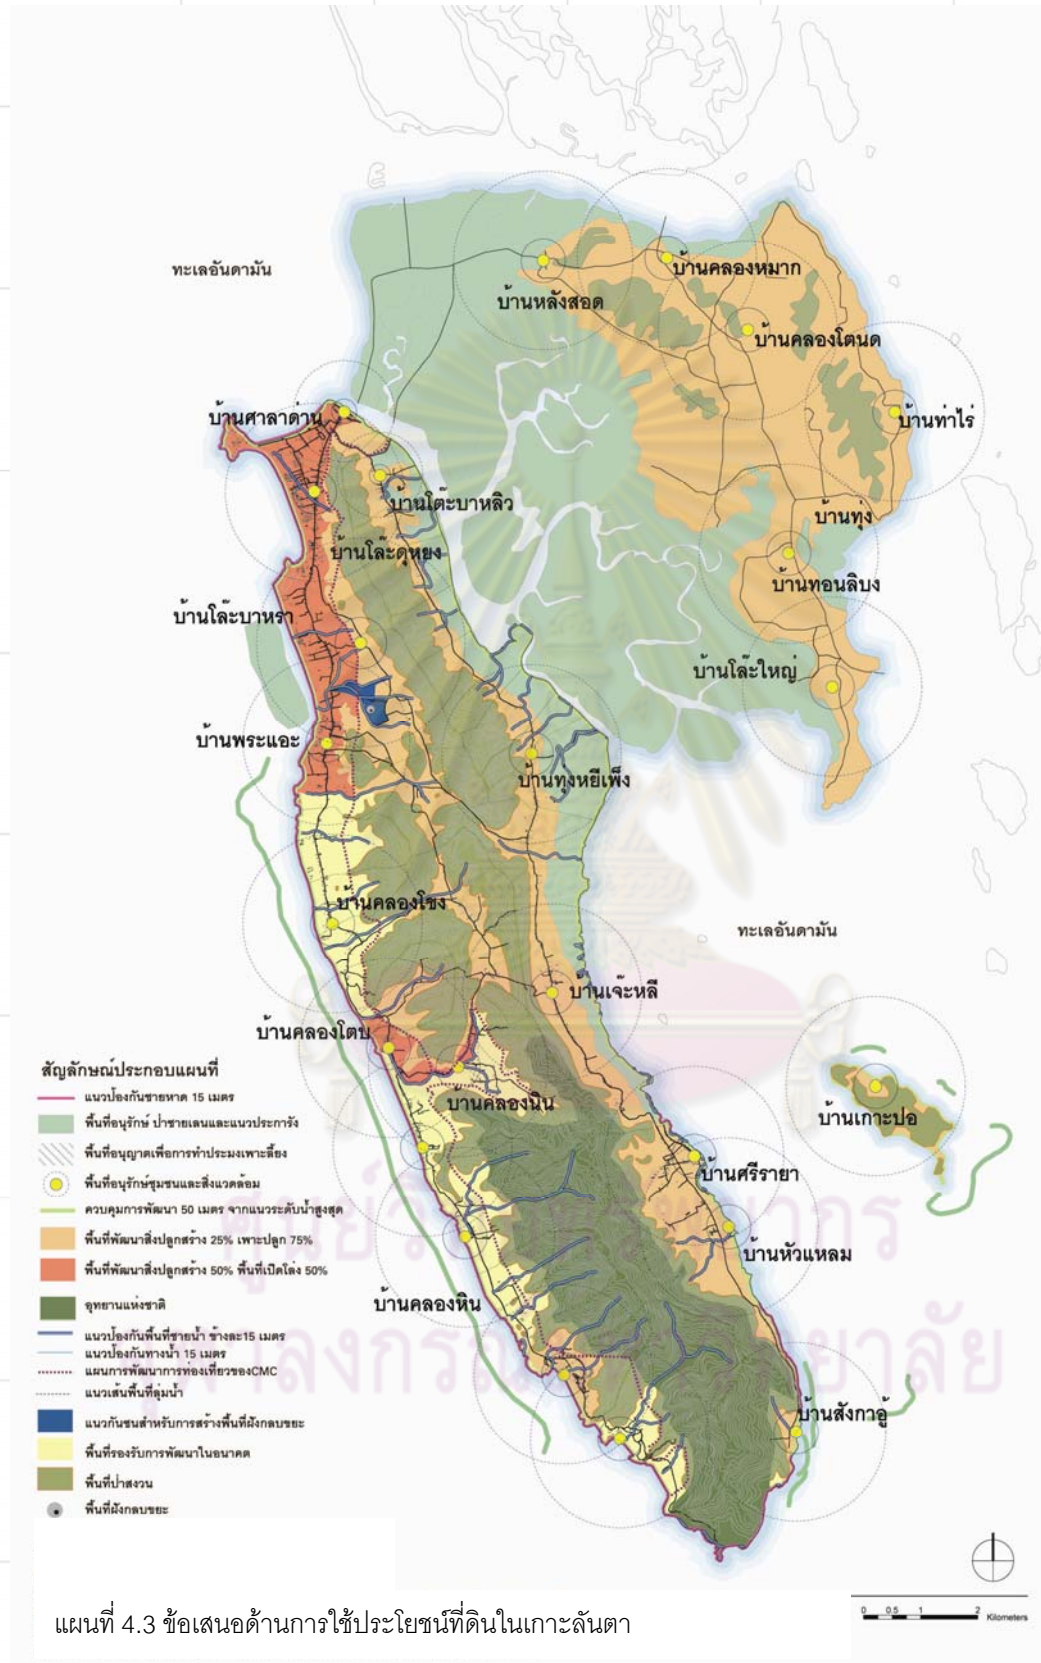 ทะเลอันดามัน
บ้านคลองหมาก
บ้านหลังสอด
บ้านคลองโตนด
บ้านศาลาด่าน
บ้านท่าไร่
บ้านโต๊ะบาหลิว
บ้านทุ่ง
บ้านโล๊ะดุหยง
บ้านทอนลิบง
บ้านโล๊ะบาหรา
บ้านโล๊ะใหญ่
บ้านพระแอะ
บ้านทุ่งหยีเพ็ง
บ้านคลองโขง
ทะเลอันดามัน
บ้านเจ๊ะหลี
บ้านคลองโตบ
บ้านคลองนิน
บ้านเกาะปอ
บ้านศรีรายา
บ้านหัวแหลม
บ้านคลองหิน
บ้านสังกาอู้
สัญลักษณ์ประกอบแผนที่
แนวป้องกันชายหาด 15 เมตร
พื้นที่อนุรักษ์ ป่าชายเลนและแนวประการัง
พื้นที่อนุญาตเพื่อการทำประมงเพาะลี้ยง
พื้นที่อนุรักษ์ชุมชนและสิ่งแวดล้อม
ควบคุมการพัฒนา 50 เมตร จากแนวระดับน้ำสูงสุด
พื้นที่พัฒนาสิ่งปลูกสร้าง 25% เพาะปลูก 75%
พื้นที่พัฒนาสิ่งปลูกสร้าง 50% พื้นที่เปิดโล่ง 50%
อุทยานแห่งชาติ
แนวป้องกันพื้นที่ชายน้ำ ข้างละ15 เมตร
แนวป้องกันทางน้ำ 15 เมตร
แผนการพัฒนาการท่องเที่ยวของCMC
แนวเส้นพื้นที่ลุ่มน้ำ
แนวกันชนสำหรับการสร้างพื้นที่ฝังกลบขยะ
พื้นที่รองรับการพัฒนาในอนาคต
พื้นที่ป่าสงวน
พื้นที่ฝังกลบขยะ
ศูนย์วิทยทรัพยากร
จุฬาลงกรณ์มหาวิทยาลัย
0 0.5 1 2 Kilometers
แผนที่ 4.3 ข้อเสนอด้านการใช้ประโยชน์ที่ดินในเกาะลันตา